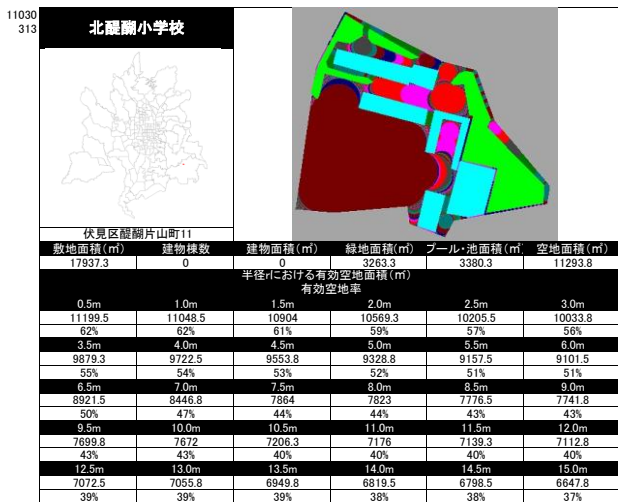 11030
313
北醍醐小学校
伏見区醍醐片山町11
敷地面積(㎡) 建物棟数 建物面積(㎡) 緑地面積(㎡) プール・池面積(㎡) 空地面積(㎡)
17937.3 0 0 3263.3 3380.3 11293.8
半径rにおける有効空地面積(㎡)
有効空地率
0.5m 1.0m 1.5m 2.0m 2.5m 3.0m
11199.5 11048.5 10904 10569.3 10205.5 10033.8
62% 62% 61% 59% 57% 56%
3.5m 4.0m 4.5m 5.0m 5.5m 6.0m
9879.3 9722.5 9553.8 9328.8 9157.5 9101.5
55% 54% 53% 52% 51% 51%
6.5m 7.0m 7.5m 8.0m 8.5m 9.0m
8921.5 8446.8 7864 7823 7776.5 7741.8
50% 47% 44% 44% 43% 43%
9.5m 10.0m 10.5m 11.0m 11.5m 12.0m
7699.8 7672 7206.3 7176 7139.3 7112.8
43% 43% 40% 40% 40% 40%
12.5m 13.0m 13.5m 14.0m 14.5m 15.0m
7072.5 7055.8 6949.8 6819.5 6798.5 6647.8
39% 39% 39% 38% 38% 37%